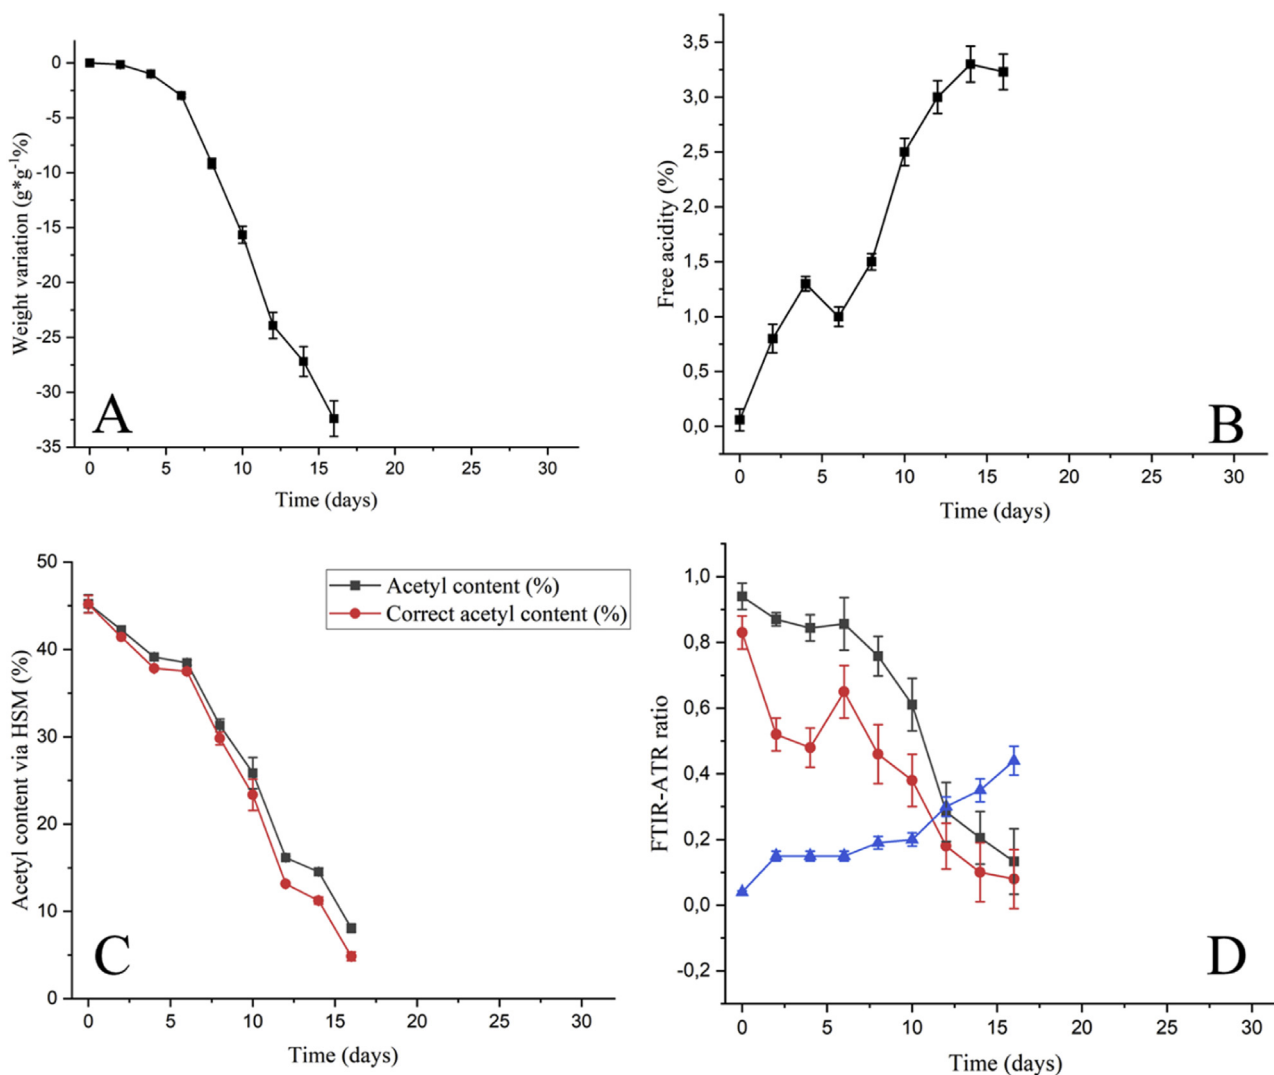 0
-5
-10
-15
-20
-25
-30
-35
Weight variation (g*g-1%)
A
0 5 10 15 20 25 30
Time (days)
3,5
3,0
2,5
2,0
1,5
1,0
0,5
0,0
Free acidity (%)
B
0 5 10 15 20 25 30
Time (days)
50
40
30
20
10
0
Acetyl content via HSM (%)
Acetyl content (%)
Correct acetyl content (%)
C
0 5 10 15 20 25 30
Time (days)
1,0
0,8
0,6
0,4
0,2
0,0
-0,2
FTIR-ATR ratio
D
0 5 10 15 20 25 30
Time (days)